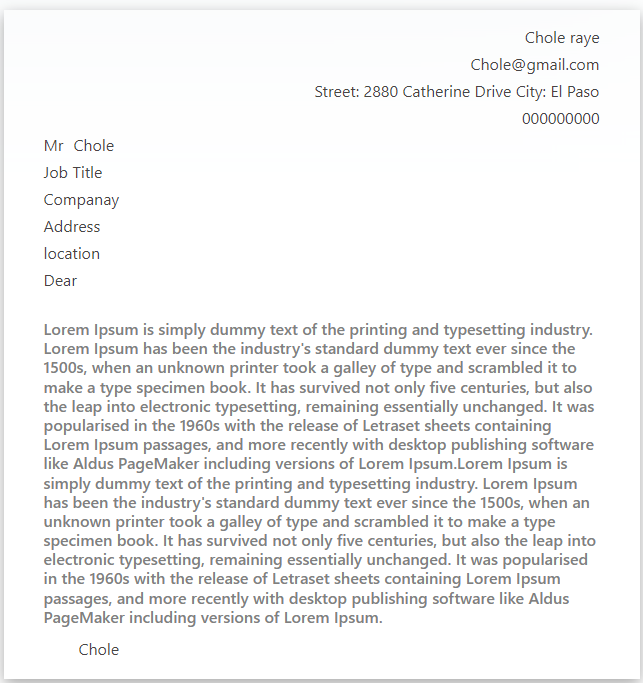 Chole raye
Chole@gmail.com
Street: 2880 Catherine Drive City: El Paso
000000000
Mr  Chole
Job Title
Companay
Address
location
Dear
Lorem Ipsum is simply dummy text of the printing and typesetting industry.
Lorem Ipsum has been the industry's standard dummy text ever since the
1500s, when an unknown printer took a galley of type and scrambled it to
make a type specimen book. It has survived not only five centuries, but also
the leap into electronic typesetting, remaining essentially unchanged. It was
popularised in the 1960s with the release of Letraset sheets containing
Lorem Ipsum passages, and more recently with desktop publishing software
like Aldus PageMaker including versions of Lorem Ipsum.Lorem Ipsum is
simply dummy text of the printing and typesetting industry. Lorem Ipsum
has been the industry's standard dummy text ever since the 1500s, when an
unknown printer took a galley of type and scrambled it to make a type
specimen book. It has survived not only five centuries, but also the leap into
electronic typesetting, remaining essentially unchanged. It was popularised
in the 1960s with the release of Letraset sheets containing Lorem Ipsum
passages, and more recently with desktop publishing software like Aldus
PageMaker including versions of Lorem Ipsum.
Chole